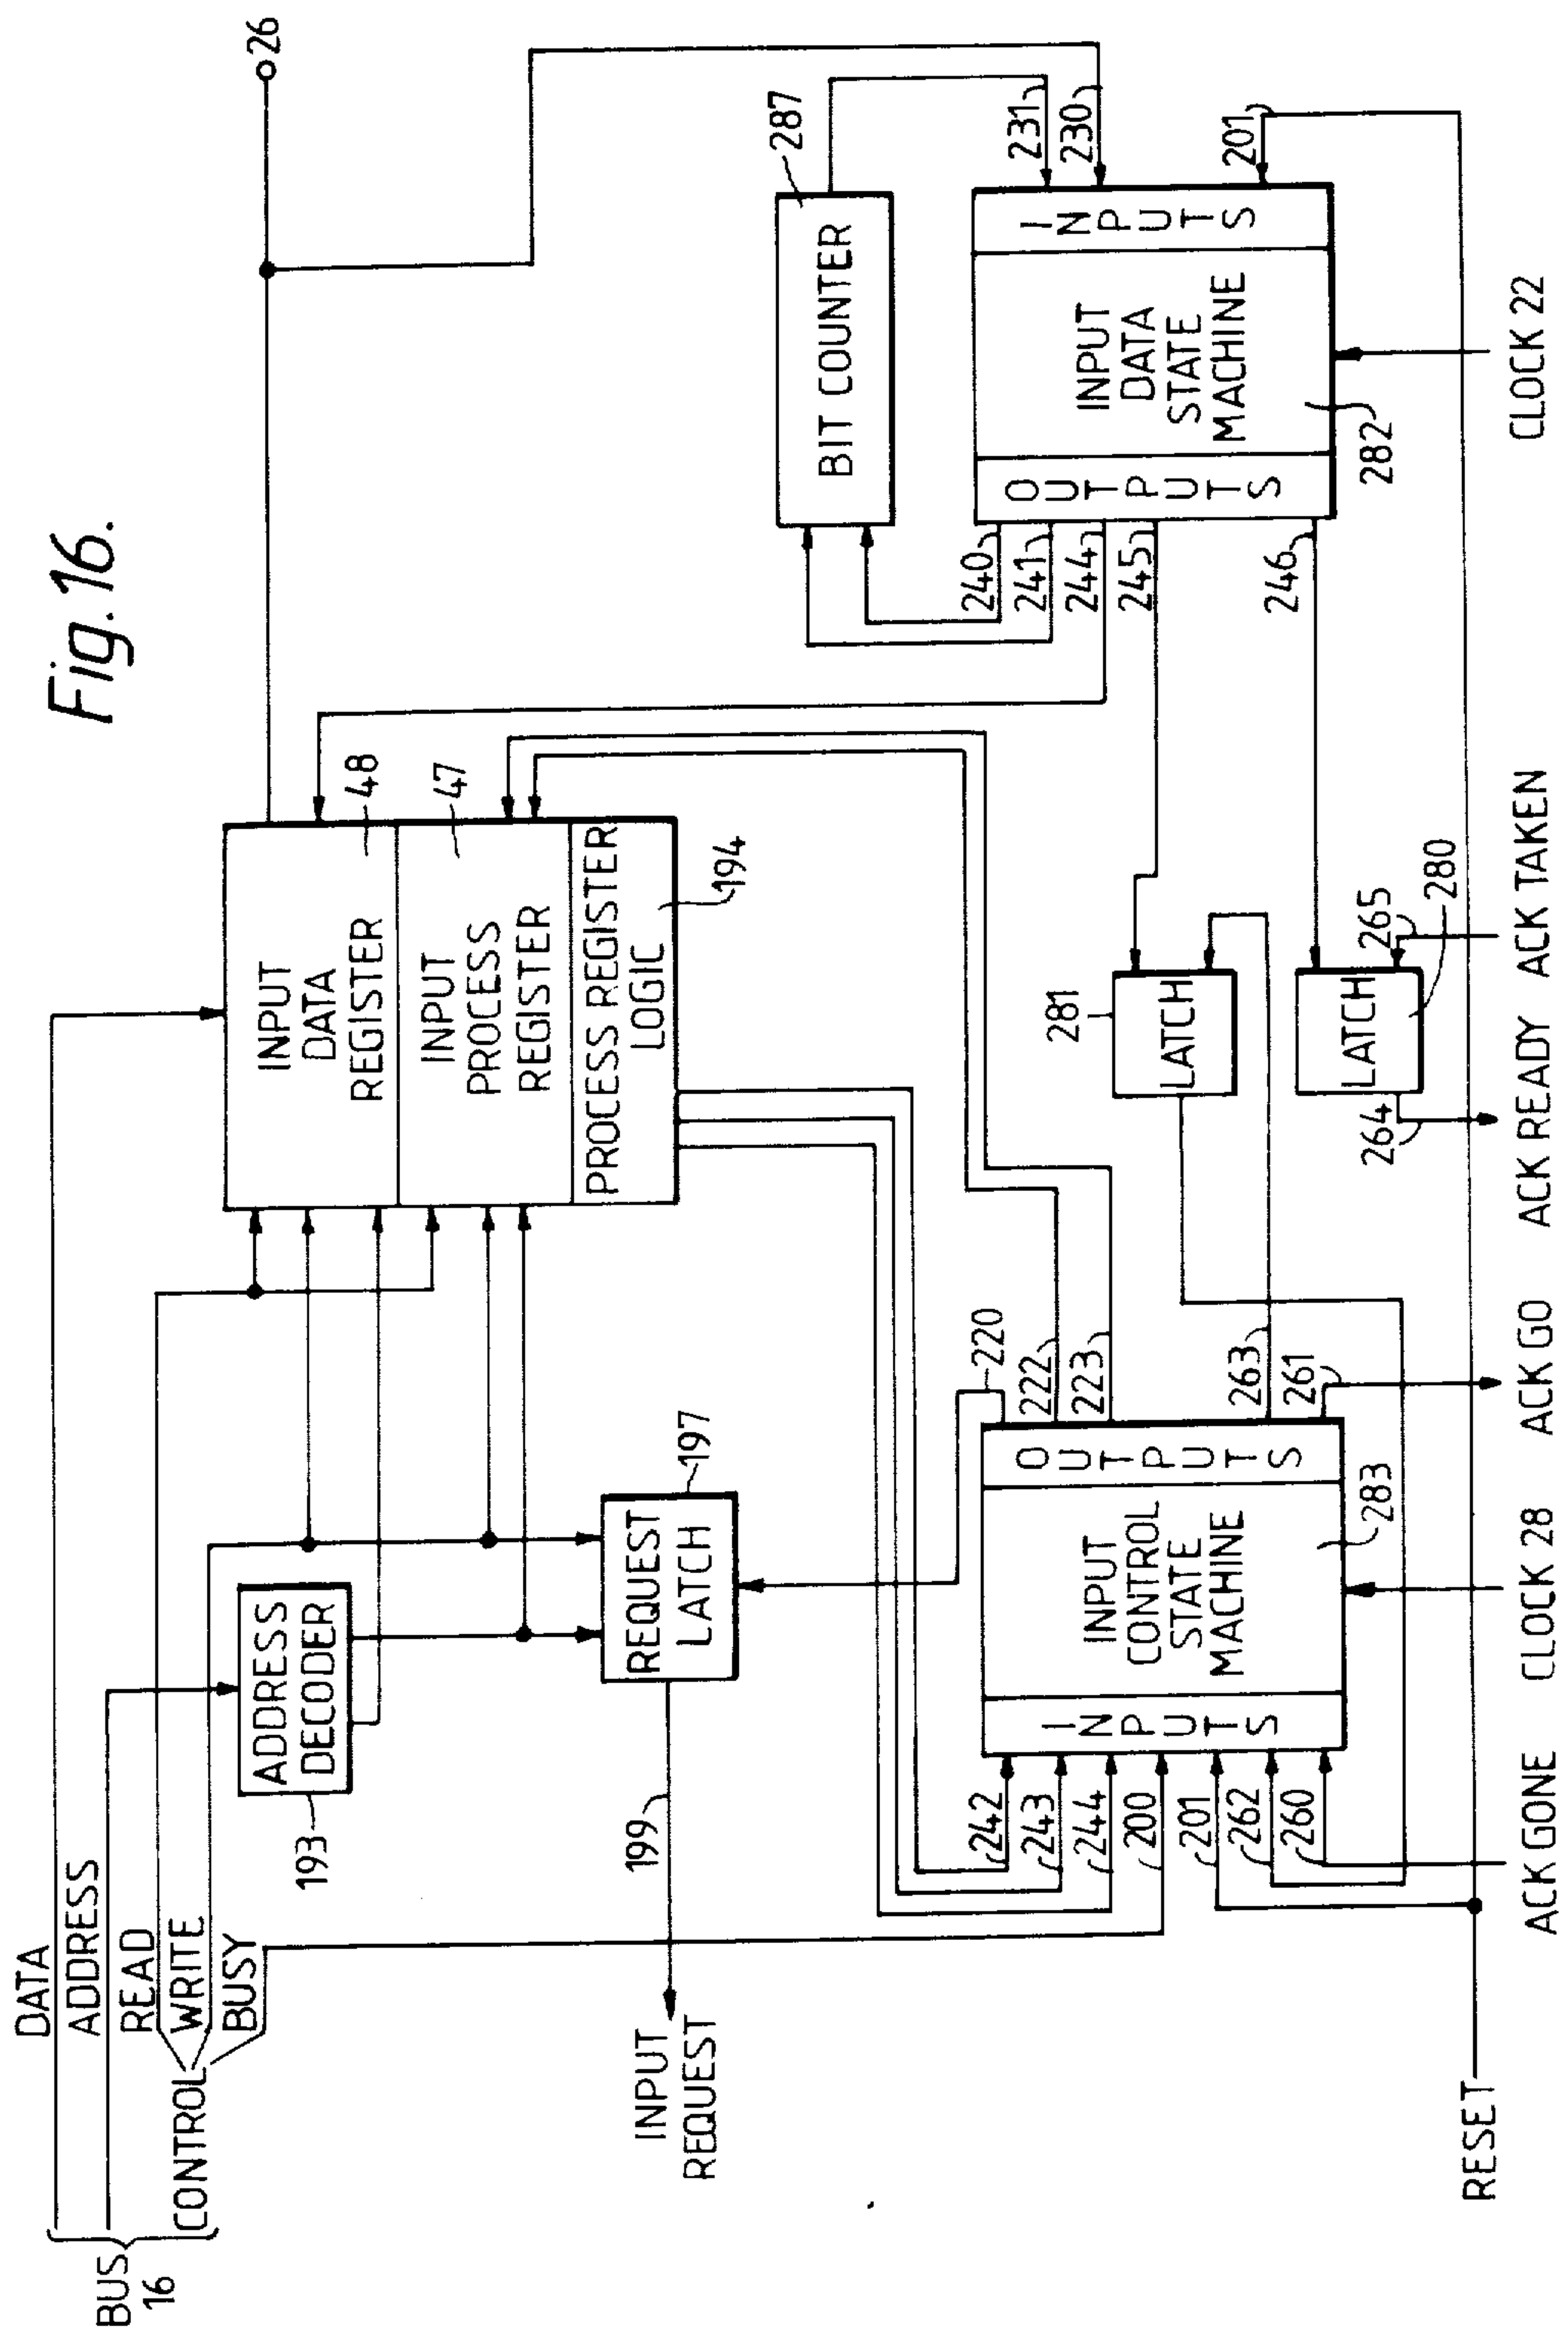 Fig. 16.
BUS
16
DATA
ADDRESS
CONTROL
READ
WRITE
BUSY
193
ADDRESS
DECODER
INPUT
DATA
REGISTER
48
INPUT
PROCESS
REGISTER
47
PROCESS REGISTER
LOGIC
194
26
INPUT
REQUEST
199
REQUEST
LATCH
197
BIT COUNTER
287
242
243
244
200
201
262
260
INPUTS
INPUT
CONTROL
STATE
MACHINE
283
OUTPUTS
220
222
223
263
261
281
LATCH
LATCH
280
264
265
240
241
244
245
246
OUTPUTS
INPUT
DATA
STATE
MACHINE
282
INPUTS
231
230
201
RESET
ACK GONE
CLOCK 28
ACK GO
ACK READY
ACK TAKEN
CLOCK 22